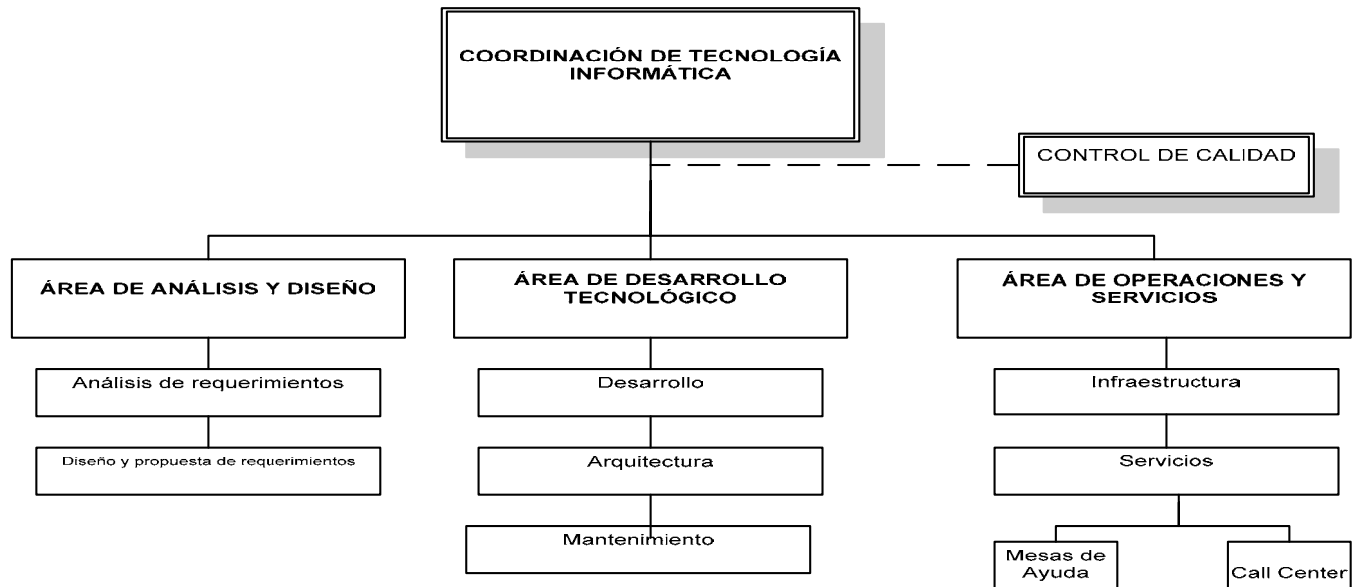 COORDINACIÓN DE TECNOLOGÍA
INFORMÁTICA
CONTROL DE CALIDAD
ÁREA DE ANÁLISIS Y DISEÑO
ÁREA DE DESARROLLO
TECNOLÓGICO
ÁREA DE OPERACIONES Y
SERVICIOS
Análisis de requerimientos
Desarrollo
Infraestructura
Diseño y propuesta de requerimientos
Arquitectura
Servicios
Mantenimiento
Mesas de
Ayuda
Call Center